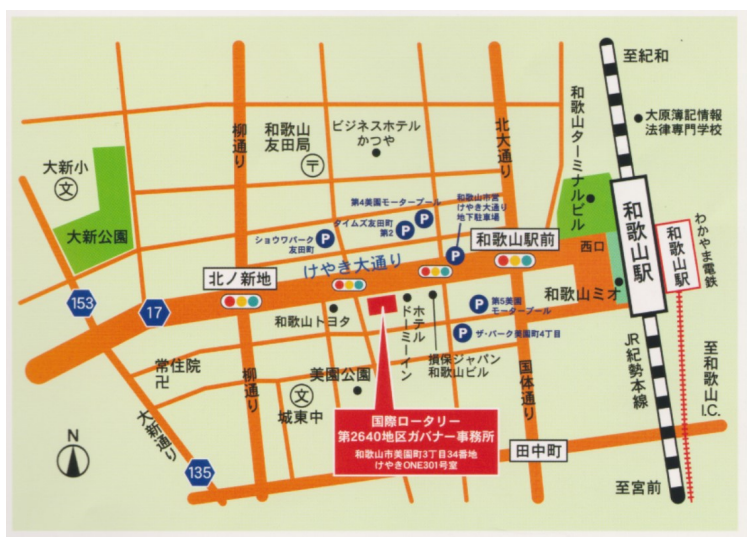 至紀和
大原簿記情報
法律専門学校
和歌山ターミナルビル
北大通り
ビジネスホテル
かつや
和歌山
友田局
〒
柳通り
大新小
文
大新公園
第4美園モータープール
P
タイムズ友田町
第2
P
ショウワパーク
友田町
P
和歌山市営
けやき大通り
地下駐車場
P
和歌山駅前
西口
和歌山駅
和歌山駅
わかやま電鉄
けやき大通り
北ノ新地
153
17
和歌山トヨタ
ホテル
ドーミーイン
損保ジャパン
和歌山ビル
P
第5美園
モータープール
P
ザ・パーク美園町4丁目
和歌山ミオ
JR紀勢本線
至和歌山I.C.
常住院
卍
大新通り
柳通り
美園公園
文
城東中
国体通り
国際ロータリー
第2640地区ガバナー事務所
和歌山市美園町3丁目34番地
けやきONE301号室
田中町
135
N
至宮前